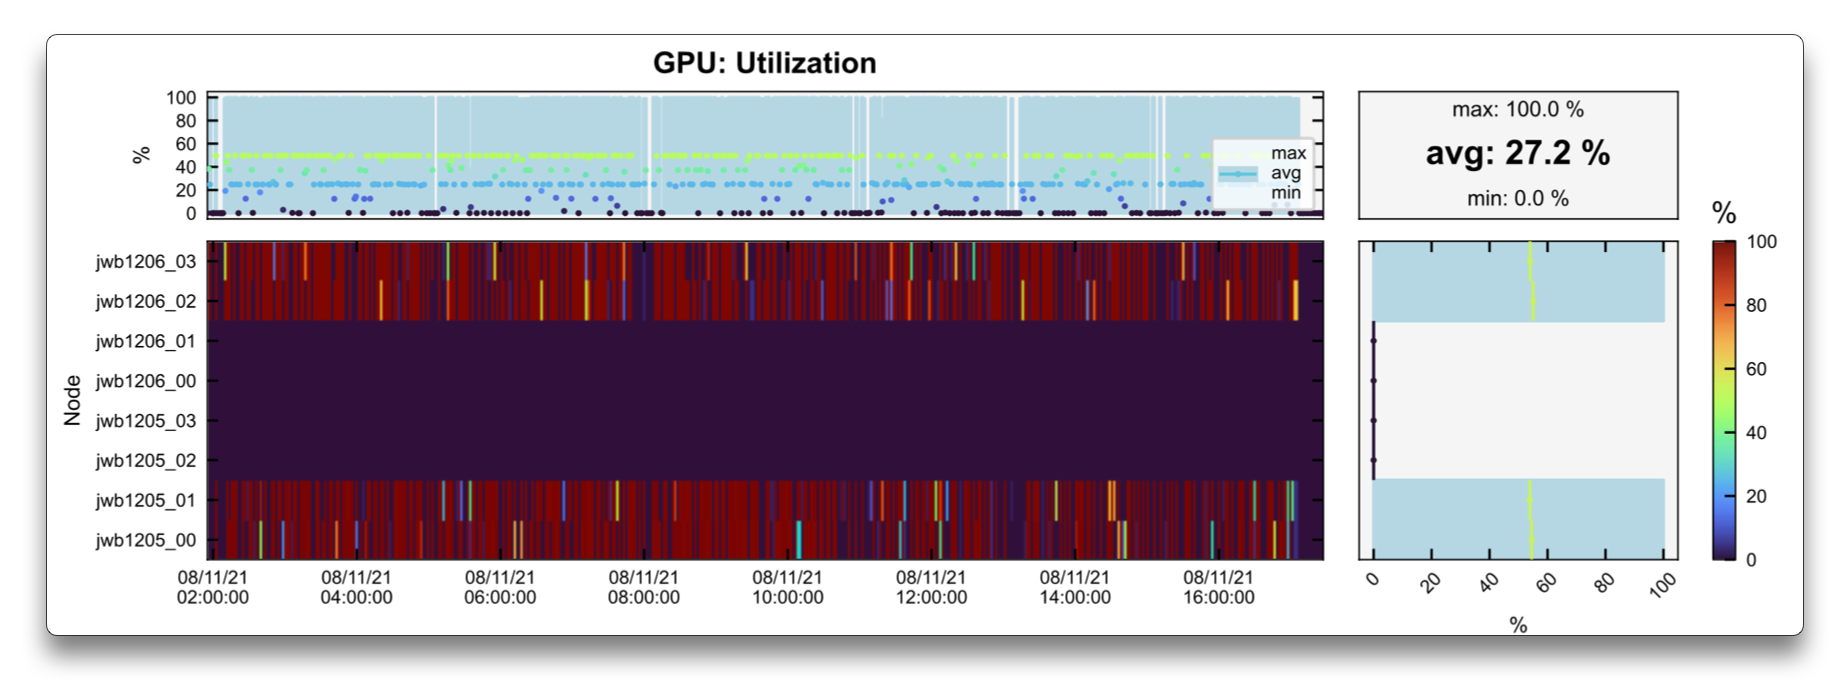 GPU: Utilization
%
100
80
60
40
20
0
max
avg
min
max: 100.0 %
avg: 27.2 %
min: 0.0 %
Node
jwb1206_03
jwb1206_02
jwb1206_01
jwb1206_00
jwb1205_03
jwb1205_02
jwb1205_01
jwb1205_00
08/11/21 08/11/21 08/11/21 08/11/21 08/11/21 08/11/21 08/11/21 08/11/21
02:00:00 04:00:00 06:00:00 08:00:00 10:00:00 12:00:00 14:00:00 16:00:00
0 20 40 60 80 100
%
%
100
80
60
40
20
0